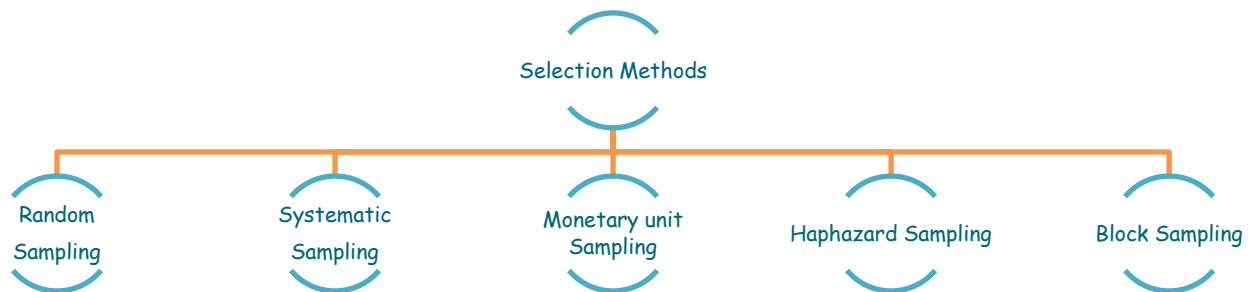 Selection Methods
Random
Sampling
Systematic
Sampling
Monetary unit
Sampling
Haphazard Sampling
Block Sampling